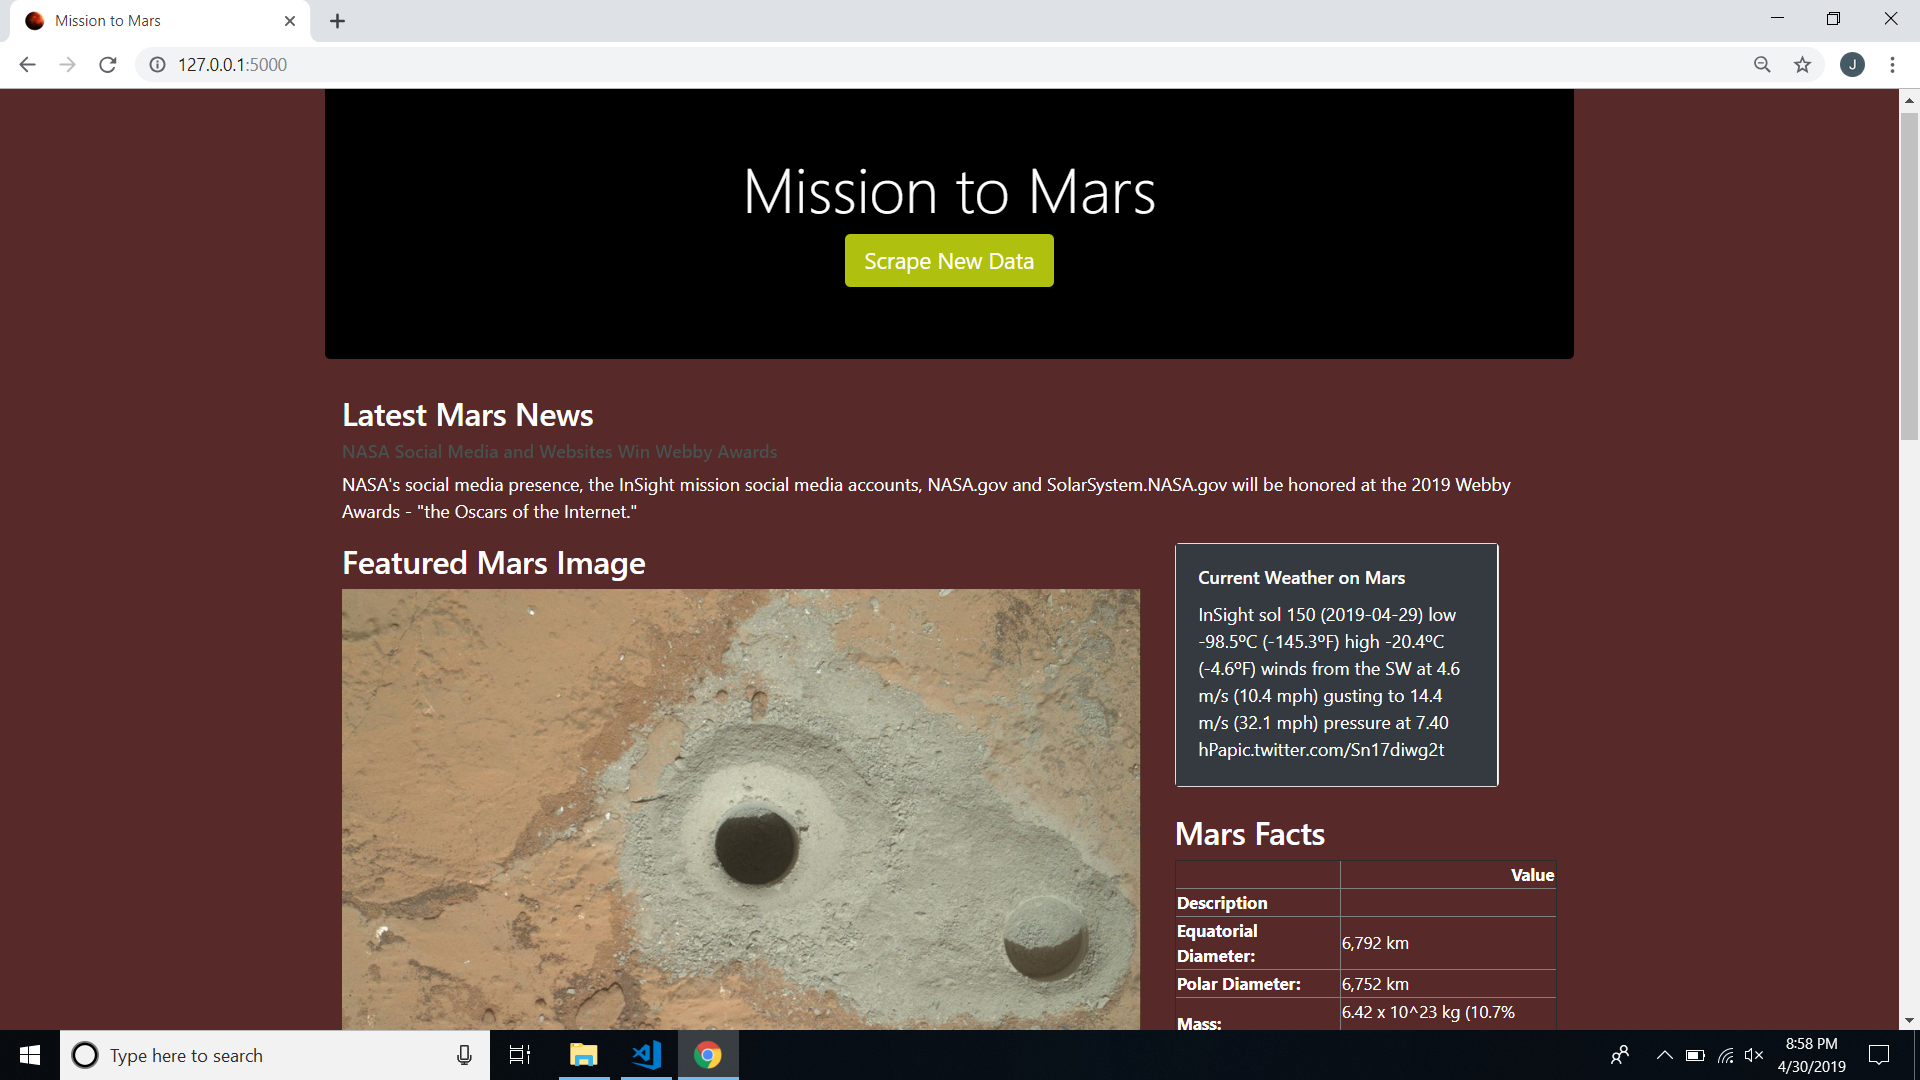 Mission to Mars
127.0.0.1:5000
J
Mission to Mars
Scrape New Data
Latest Mars News
NASA Social Media and Websites Win Webby Awards
NASA's social media presence, the InSight mission social media accounts, NASA.gov and SolarSystem.NASA.gov will be honored at the 2019 Webby
Awards - "the Oscars of the Internet."
Featured Mars Image
Current Weather on Mars
InSight sol 150 (2019-04-29) low
-98.5ºC (-145.3ºF) high -20.4ºC
(-4.6ºF) winds from the SW at 4.6
m/s (10.4 mph) gusting to 14.4
m/s (32.1 mph) pressure at 7.40
hPapic.twitter.com/Sn17diwg2t
Mars Facts
Value
Description
Equatorial
Diameter:
6,792 km
Polar Diameter:
6,752 km
Mass:
6.42 x 10^23 kg (10.7%
Type here to search
8:58 PM
4/30/2019